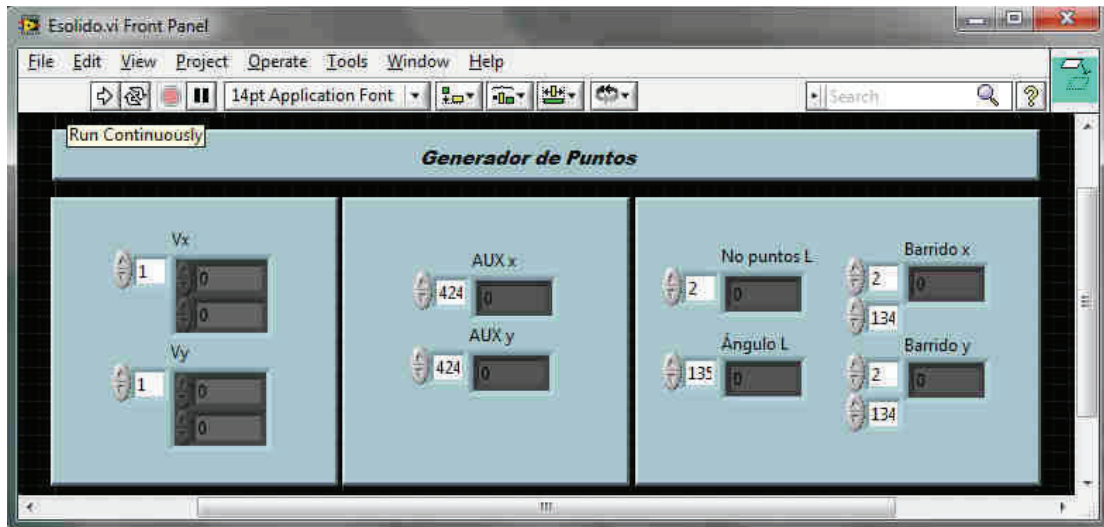 Esolido.vi Front Panel
File Edit View Project Operate Tools Window Help
14pt Application Font
Search
Run Continuously
Generador de Puntos
Vx
1
0
0
Vy
1
0
0
AUX x
424
0
AUX y
424
0
No puntos L
2
0
Ángulo L
135
0
Barrido x
2
0
134
Barrido y
2
0
134